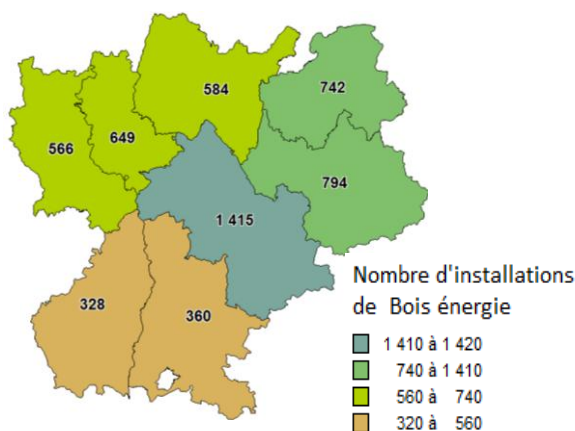 584
742
566
649
794
1 415
328
360
Nombre d'installations
de Bois énergie
1 410 à 1 420
740 à 1 410
560 à 740
320 à 560